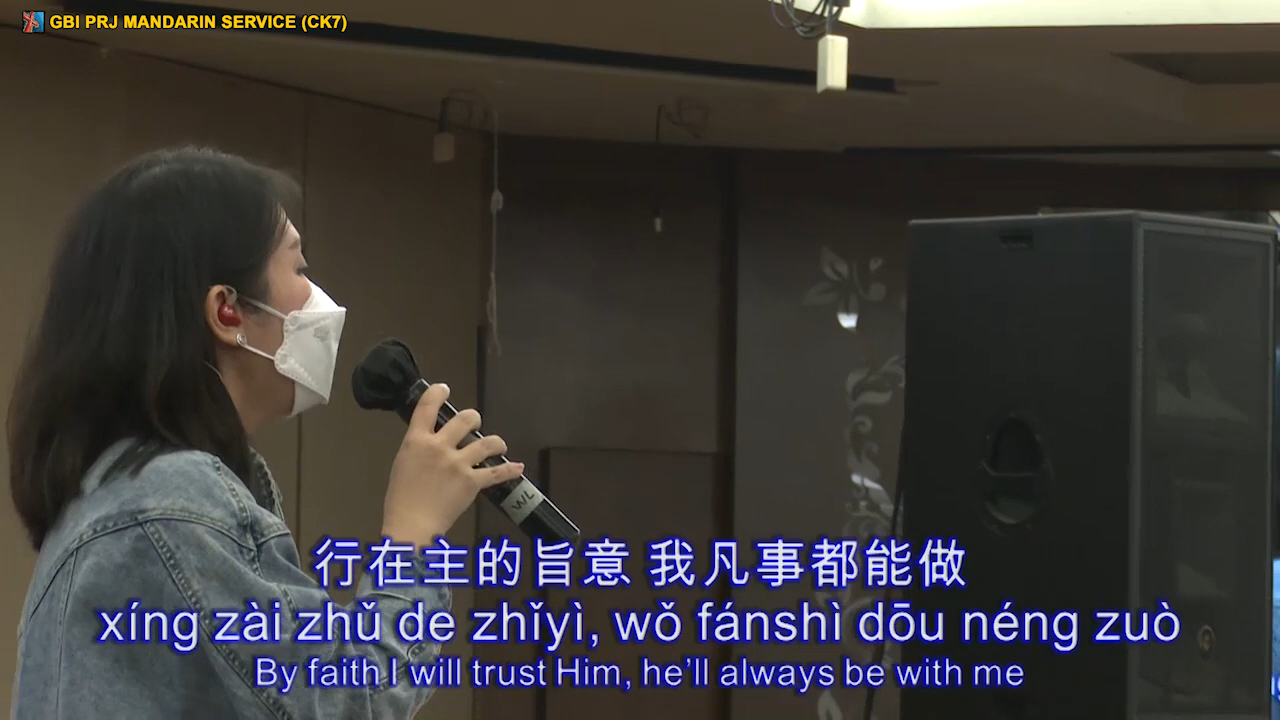 GBI PRJ MANDARIN SERVICE (CK7)
WL
行在主的旨意 我凡事都能做
xíng zài zhǔ de zhǐyì, wǒ fánshì dōu néng zuò
By faith I will trust Him, he’ll always be with me